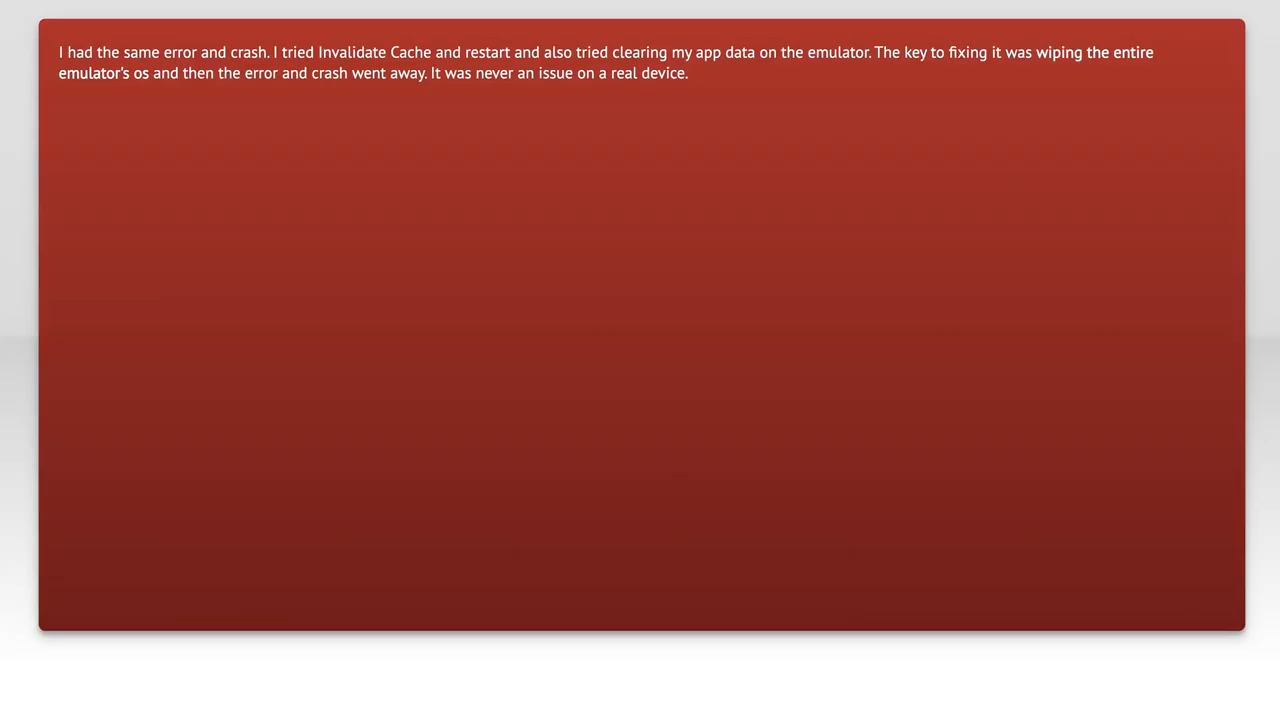 I had the same error and crash. I tried Invalidate Cache and restart and also tried clearing my app data on the emulator. The key to fixing it was wiping the entire
emulator's os and then the error and crash went away. It was never an issue on a real device.